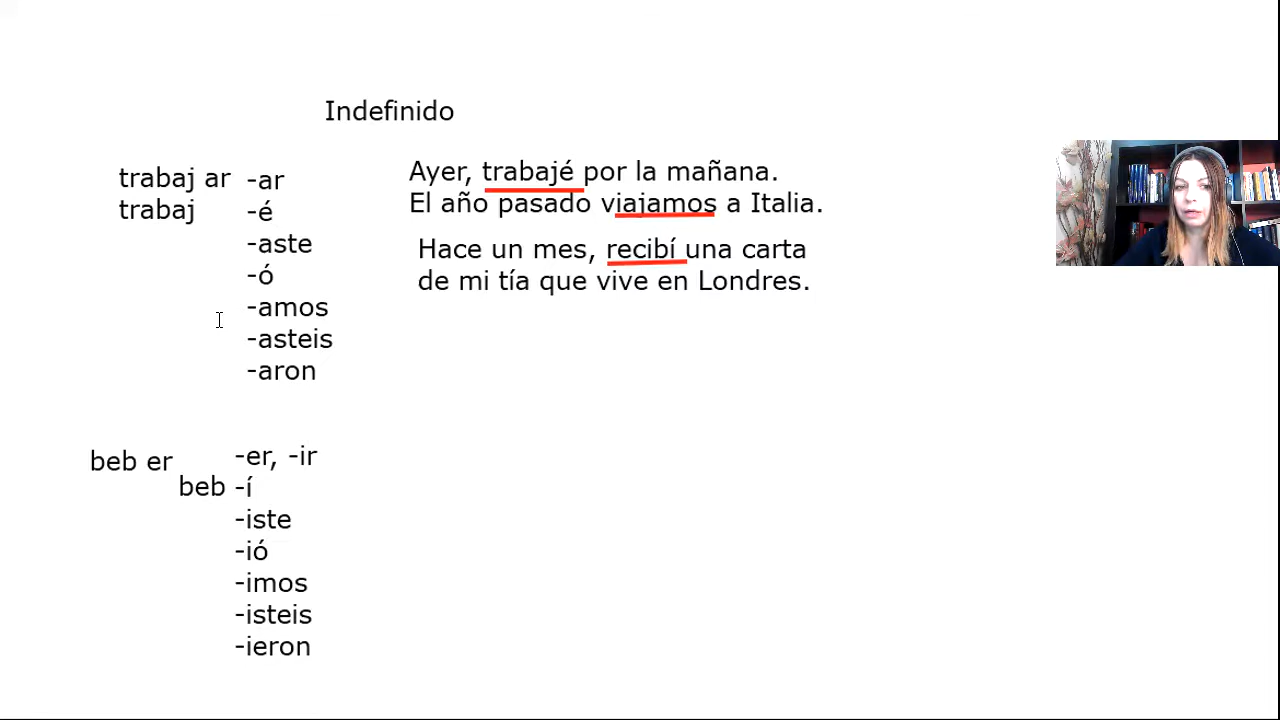 Indefinido
trabaj ar -ar
trabaj -é
-aste
-ó
-amos
-asteis
-aron
Ayer, trabajé por la mañana.
El año pasado viajamos a Italia.
Hace un mes, recibí una carta
de mi tía que vive en Londres.
beb er -er, -ir
beb -í
-iste
-ió
-imos
-isteis
-ieron